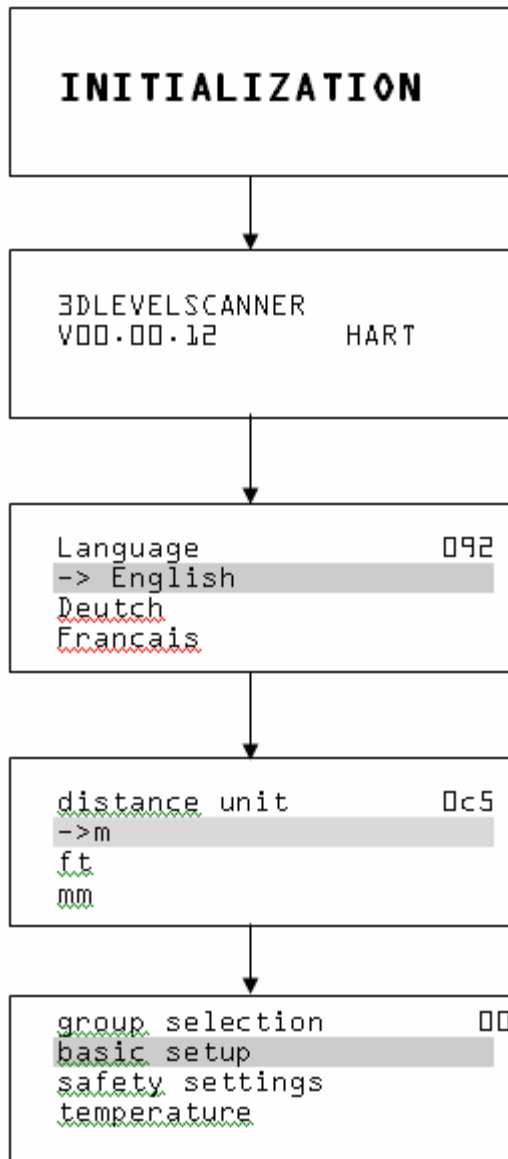 INITIALIZATION
3DLEVELSCANNER
V00.00.12 HART
Language 092
-> English
Deutch
Francais
distance unit 0c5
->m
ft
mm
group selection 00
basic setup
safety settings
temperature